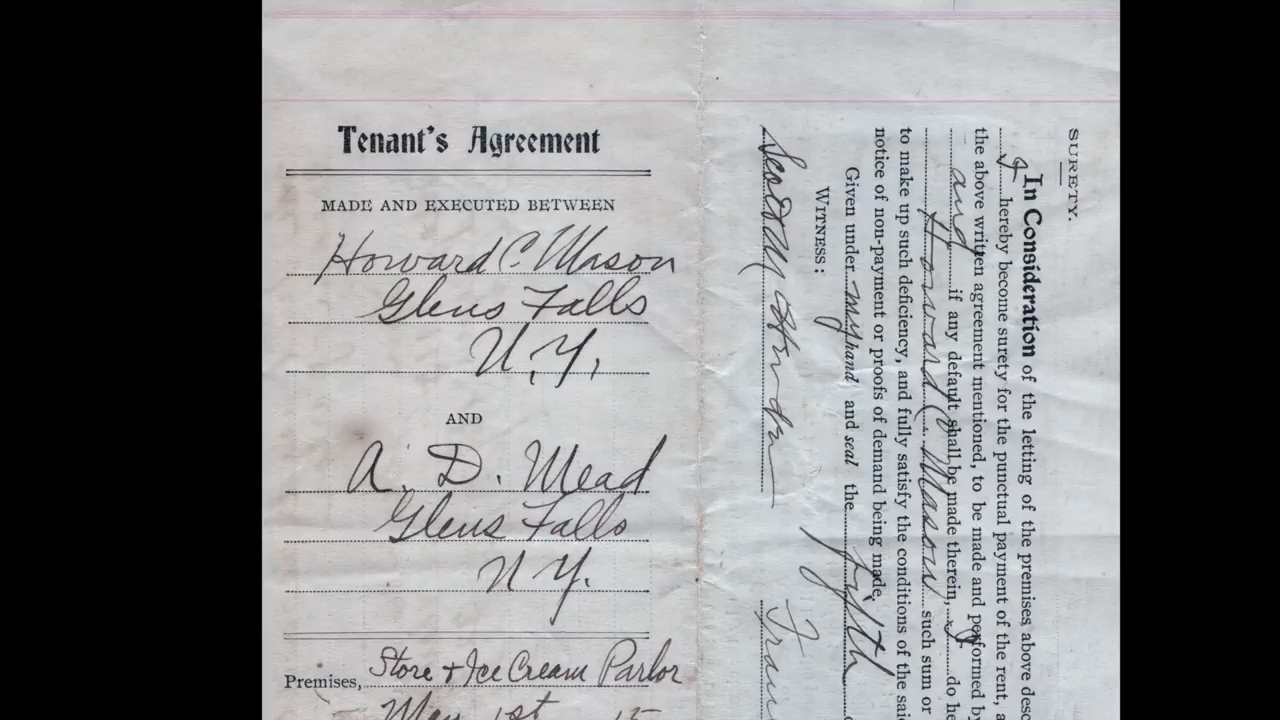 Tenant's Agreement
MADE AND EXECUTED BETWEEN
Howard C. Mason
Glens Falls
N.Y.
AND
A. D. Mead
Glens Falls
N Y.
Premises, Store + Ice Cream Parlor
May 1st 15
SURETY.
In Consideration of the letting of the premises above desc
I hereby become surety for the punctual payment of the rent, a
the above written agreement mentioned, to be made and performed by
and if any default shall be made therein, I do he
Howard C. Mason such sum or
to make up such deficiency, and fully satisfy the conditions of the sai
notice of non-payment or proofs of demand being made.
Given under my hand and seal the fifth
WITNESS: